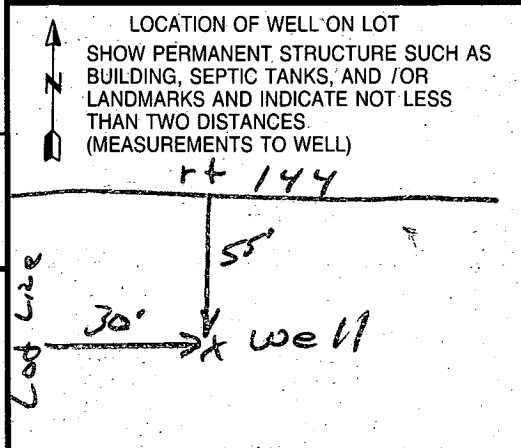 LOCATION OF WELL ON LOT
SHOW PERMANENT STRUCTURE SUCH AS
BUILDING, SEPTIC TANKS, AND / OR
LANDMARKS AND INDICATE NOT LESS
THAN TWO DISTANCES
(MEASUREMENTS TO WELL)
N
rt 144
55'
Lot Line
30'
x well